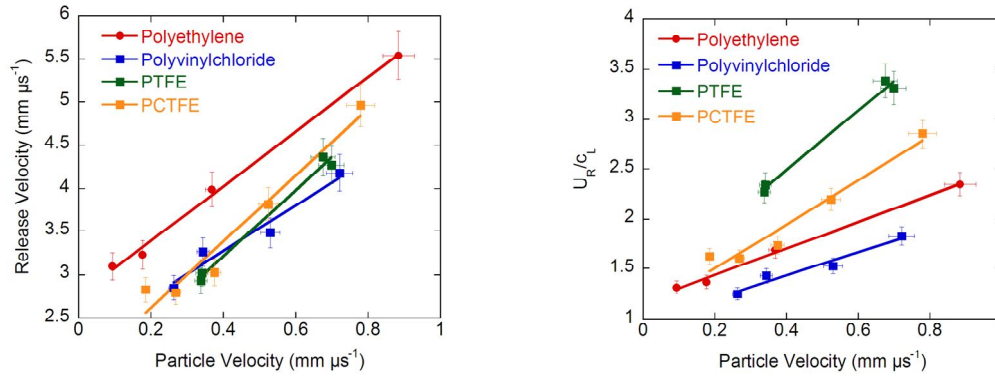 6
5.5
5
4.5
4
3.5
3
2.5
Release Velocity (mm µs⁻¹)
Polyethylene
Polyvinylchloride
PTFE
PCTFE
0 0.2 0.4 0.6 0.8 1
Particle Velocity (mm µs⁻¹)
4
3.5
3
2.5
2
1.5
1
U_R/c_L
Polyethylene
Polyvinylchloride
PTFE
PCTFE
0 0.2 0.4 0.6 0.8
Particle Velocity (mm µs⁻¹)